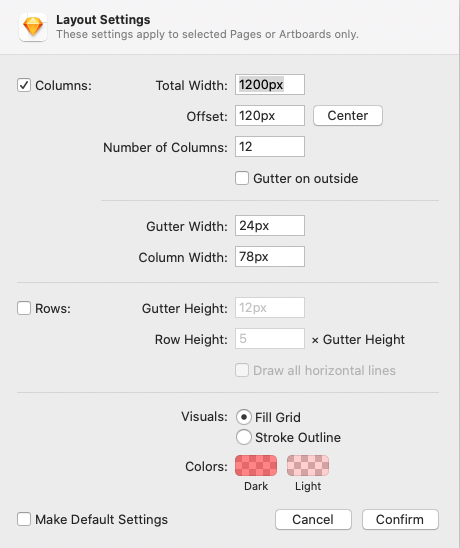 Layout Settings
These settings apply to selected Pages or Artboards only.
Columns: Total Width: 1200px
Offset: 120px Center
Number of Columns: 12
Gutter on outside
Gutter Width: 24px
Column Width: 78px
Rows: Gutter Height: 12px
Row Height: 5 × Gutter Height
Draw all horizontal lines
Visuals: Fill Grid
Stroke Outline
Colors:
Dark Light
Make Default Settings Cancel Confirm